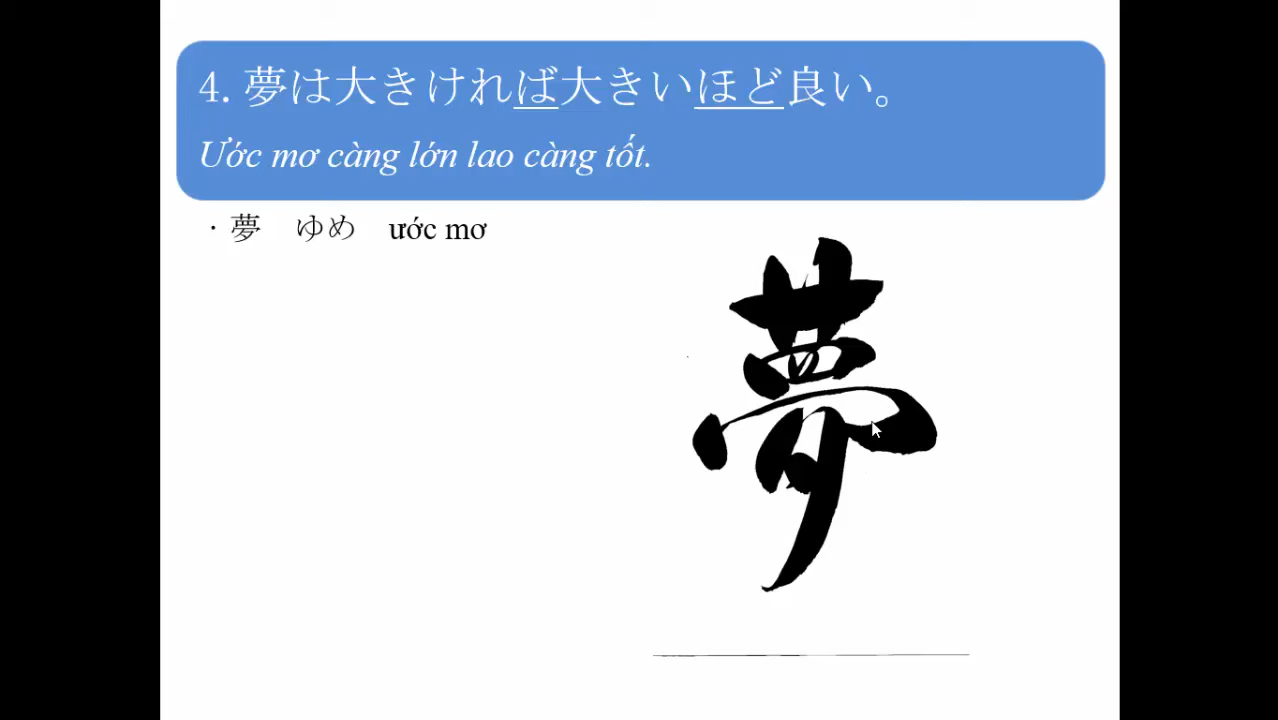 4. 夢は大きければ大きいほど良い。
Ước mơ càng lớn lao càng tốt.
· 夢　ゆめ　ước mơ
夢